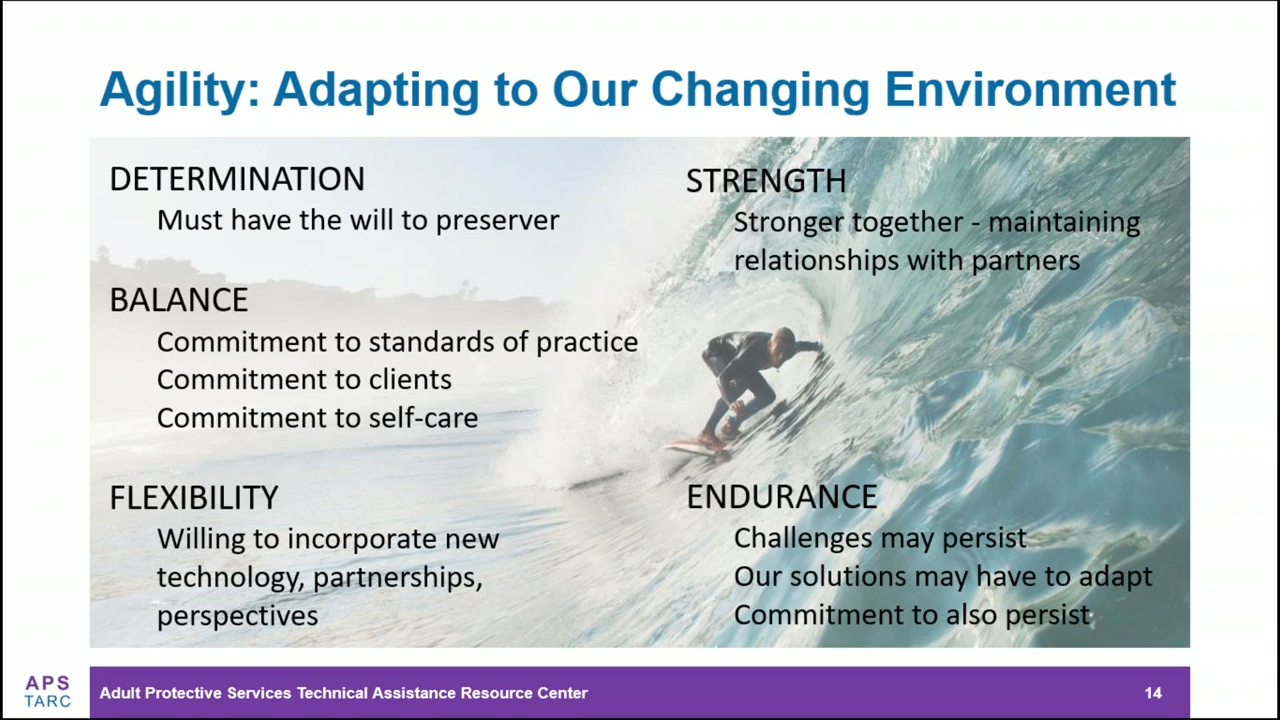 Agility: Adapting to Our Changing Environment
DETERMINATION
Must have the will to preserver
BALANCE
Commitment to standards of practice
Commitment to clients
Commitment to self-care
FLEXIBILITY
Willing to incorporate new
technology, partnerships,
perspectives
STRENGTH
Stronger together - maintaining
relationships with partners
ENDURANCE
Challenges may persist
Our solutions may have to adapt
Commitment to also persist
APS
TARC
Adult Protective Services Technical Assistance Resource Center
14